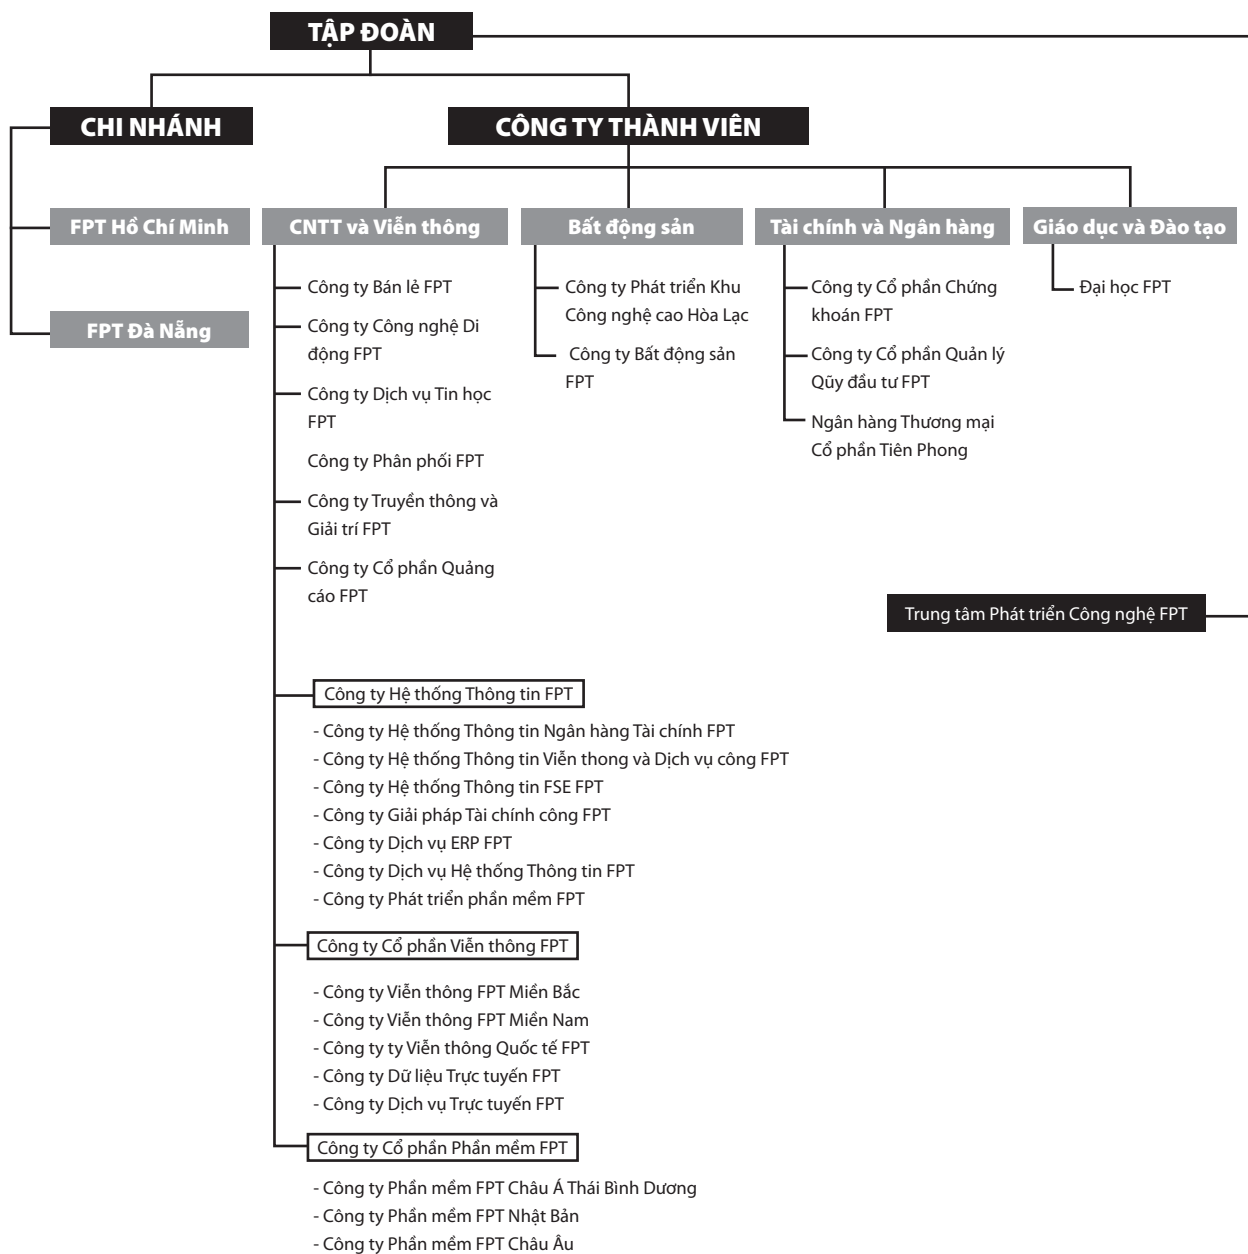 TẬP ĐOÀN
CHI NHÁNH
CÔNG TY THÀNH VIÊN
FPT Hồ Chí Minh
FPT Đà Nẵng
CNTT và Viễn thông
Công ty Bán lẻ FPT
Công ty Công nghệ Di
động FPT
Công ty Dịch vụ Tin học
FPT
Công ty Phân phối FPT
Công ty Truyền thông và
Giải trí FPT
Công ty Cổ phần Quảng
cáo FPT
Công ty Hệ thống Thông tin FPT
- Công ty Hệ thống Thông tin Ngân hàng Tài chính FPT
- Công ty Hệ thống Thông tin Viễn thong và Dịch vụ công FPT
- Công ty Hệ thống Thông tin FSE FPT
- Công ty Giải pháp Tài chính công FPT
- Công ty Dịch vụ ERP FPT
- Công ty Dịch vụ Hệ thống Thông tin FPT
- Công ty Phát triển phần mềm FPT
Công ty Cổ phần Viễn thông FPT
- Công ty Viễn thông FPT Miền Bắc
- Công ty Viễn thông FPT Miền Nam
- Công ty ty Viễn thông Quốc tế FPT
- Công ty Dữ liệu Trực tuyến FPT
- Công ty Dịch vụ Trực tuyến FPT
Công ty Cổ phần Phần mềm FPT
- Công ty Phần mềm FPT Châu Á Thái Bình Dương
- Công ty Phần mềm FPT Nhật Bản
- Công ty Phần mềm FPT Châu Âu
Bất động sản
Công ty Phát triển Khu
Công nghệ cao Hòa Lạc
Công ty Bất động sản
FPT
Tài chính và Ngân hàng
Công ty Cổ phần Chứng
khoán FPT
Công ty Cổ phần Quản lý
Qũy đầu tư FPT
Ngân hàng Thương mại
Cổ phần Tiên Phong
Giáo dục và Đào tạo
Đại học FPT
Trung tâm Phát triển Công nghệ FPT